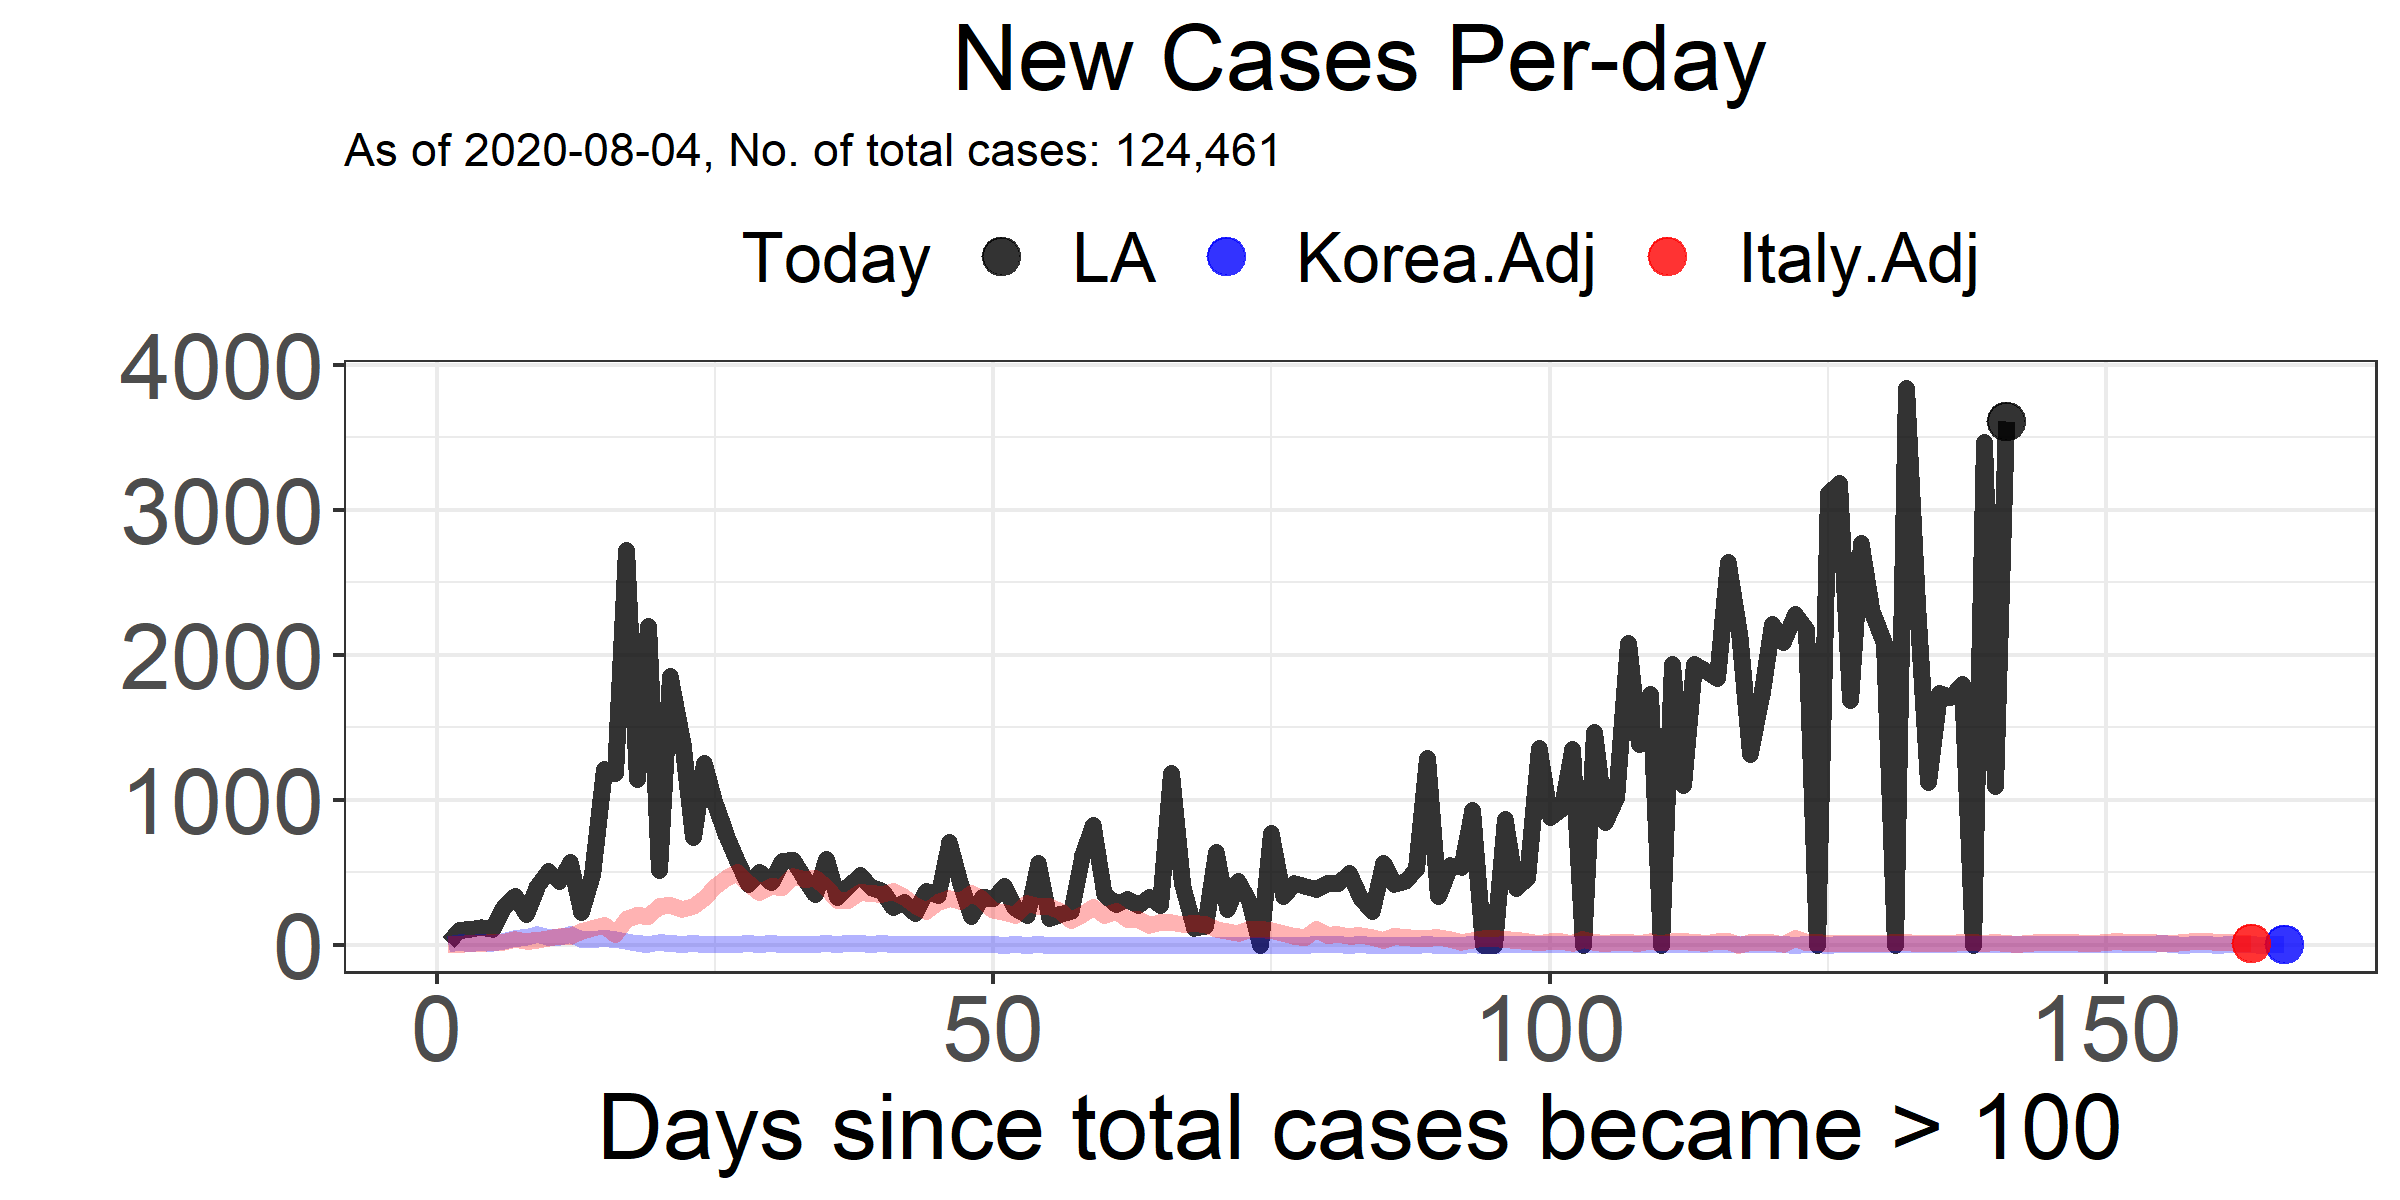 New Cases Per-day
As of 2020-08-04, No. of total cases: 124,461
Today LA Korea.Adj Italy.Adj
4000
3000
2000
1000
0
0 50 100 150
Days since total cases became > 100